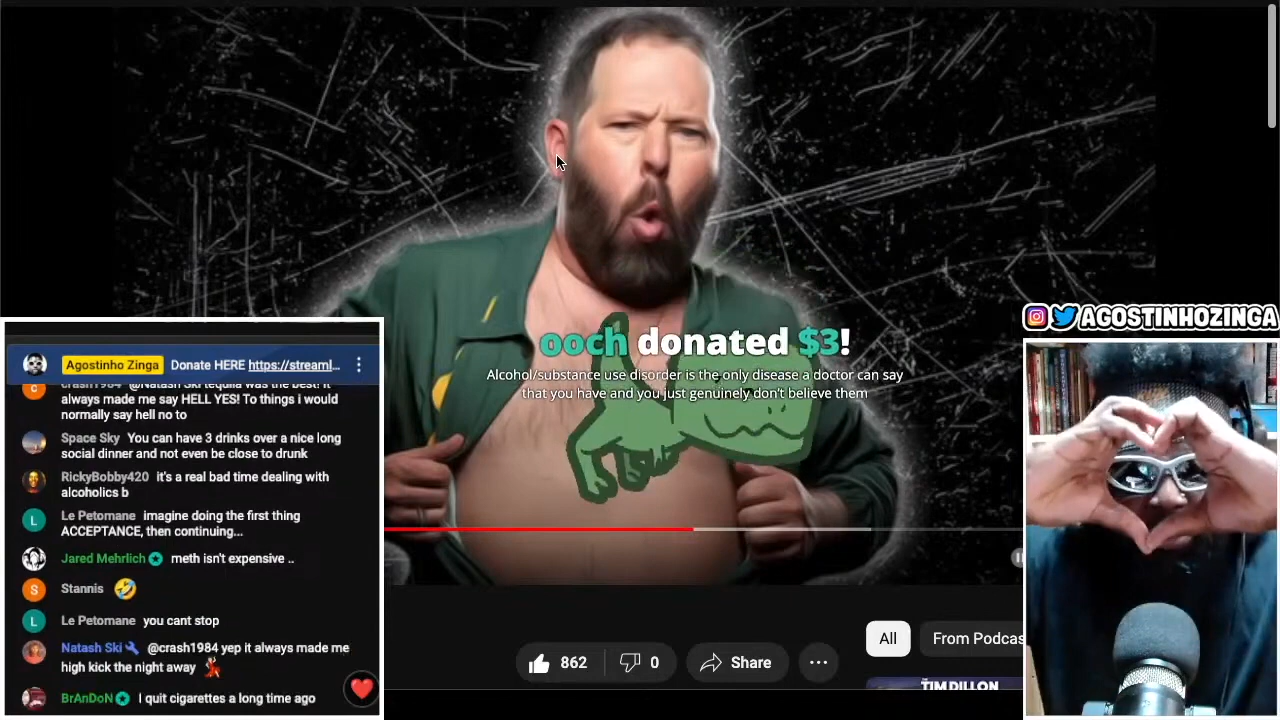 ooch donated $3!
Alcohol/substance use disorder is the only disease a doctor can say
that you have and you just genuinely don't believe them
AGOSTINHOZINGA
Agostinho Zinga Donate HERE https://streaml...
crash1984 @Natash Ski tequila was the best! It
always made me say HELL YES! To things i would
normally say hell no to
Space Sky You can have 3 drinks over a nice long
social dinner and not even be close to drunk
RickyBobby420 it's a real bad time dealing with
alcoholics b
Le Petomane imagine doing the first thing
ACCEPTANCE, then continuing...
Jared Mehrlich meth isn't expensive ..
Stannis
Le Petomane you cant stop
Natash Ski @crash1984 yep it always made me
high kick the night away
BrAnDoN I quit cigarettes a long time ago
862
0
Share
All
From Podcas
TIM DILLON